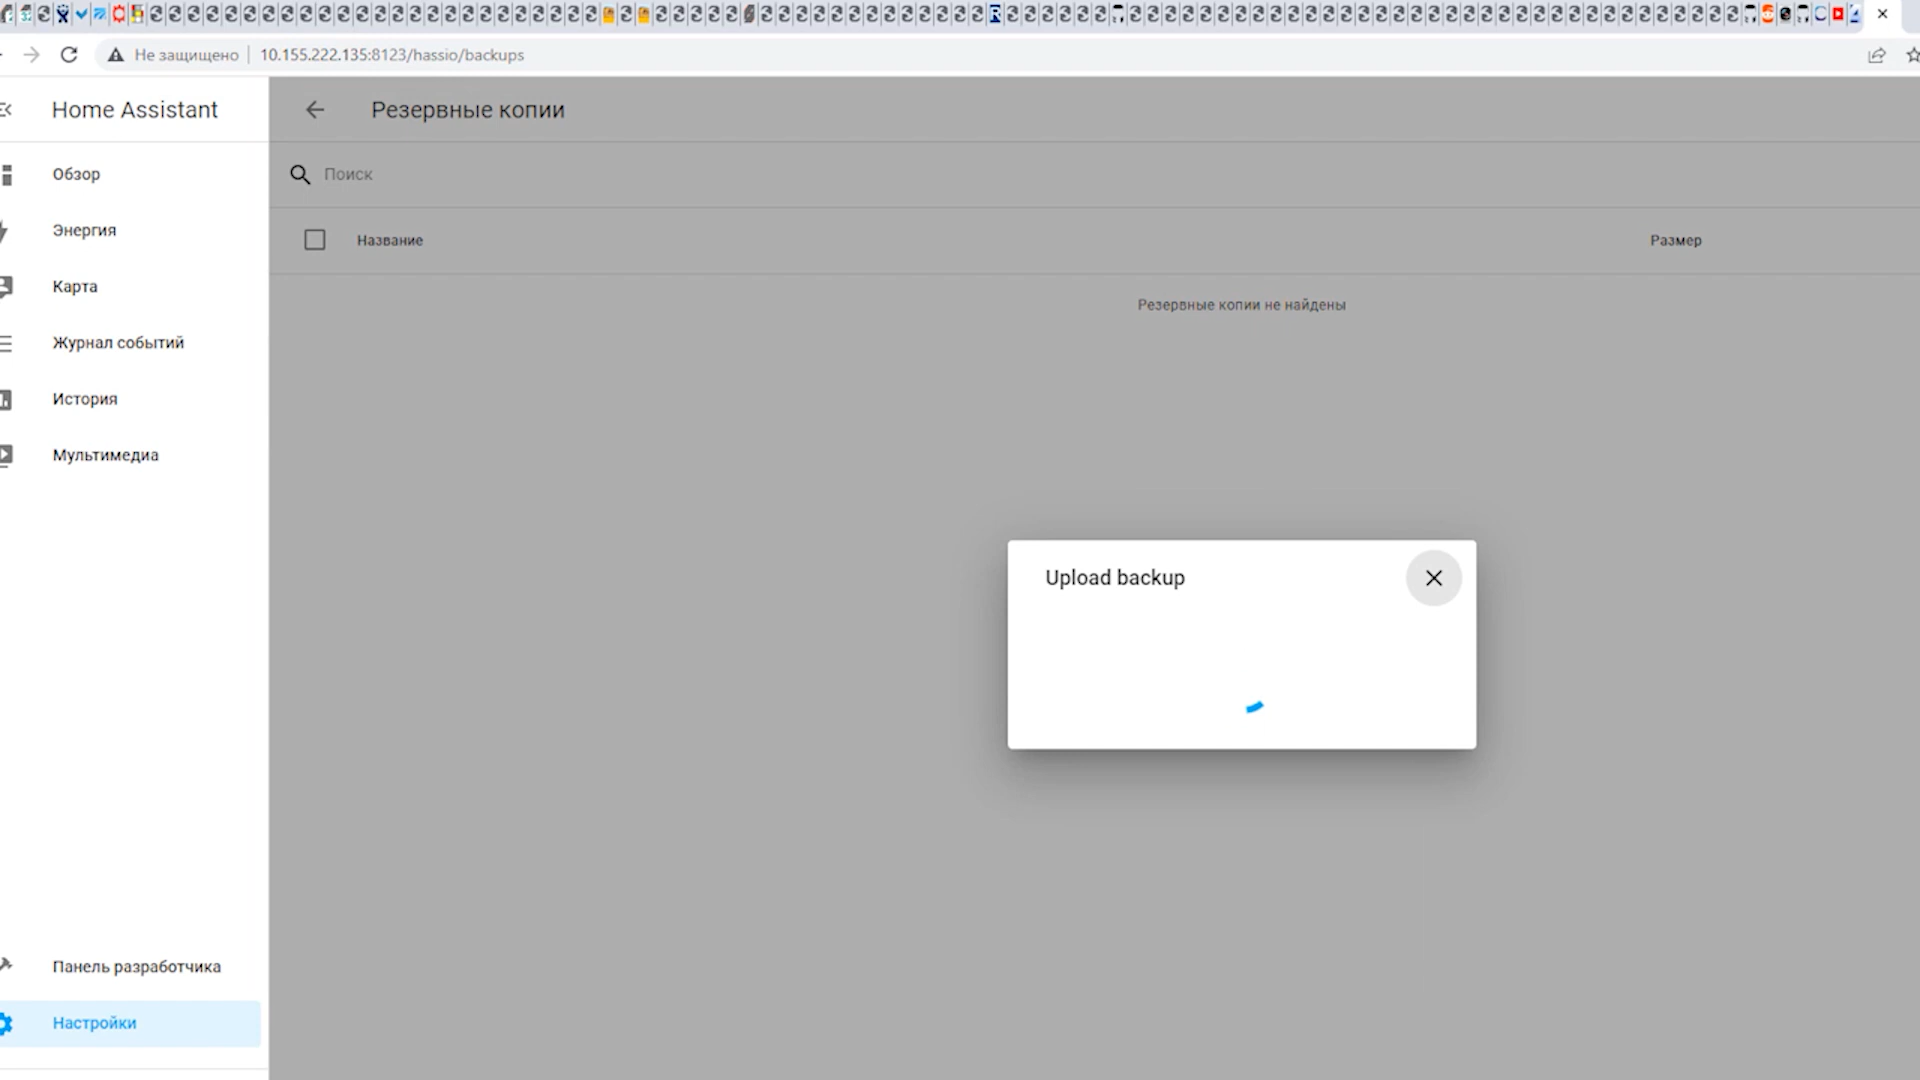 Не защищено
10.155.222.135:8123/hassio/backups
Home Assistant
Резервные копии
Обзор
Поиск
Энергия
Название
Размер
Карта
Резервные копии не найдены
Журнал событий
История
Мультимедиа
Upload backup
Панель разработчика
Настройки